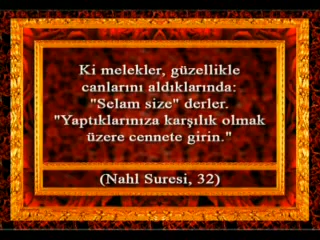 Ki melekler, güzellikle
canlarını aldıklarında:
"Selam size" derler.
"Yaptıklarınıza karşılık olmak
üzere cennete girin."
(Nahl Suresi, 32)